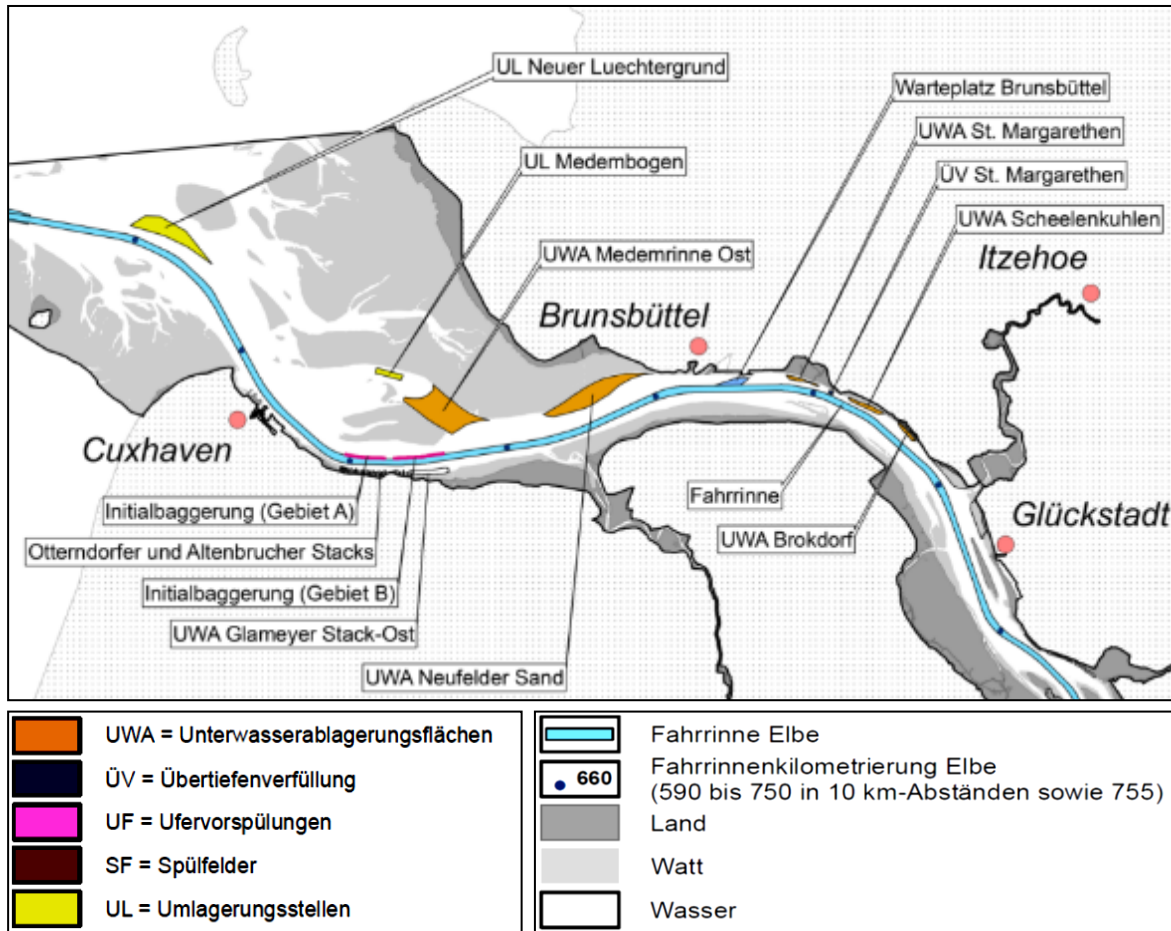 UL Neuer Luechtergrund
Warteplatz Brunsbüttel
UWA St. Margarethen
UL Medembogen
ÜV St. Margarethen
UWA Scheelenkuhlen
UWA Medemrinne Ost
Itzehoe
Brunsbüttel
Cuxhaven
Fahrrinne
Glückstadt
Initialbaggerung (Gebiet A)
UWA Brokdorf
Otterndorfer und Altenbrucher Stacks
Initialbaggerung (Gebiet B)
UWA Glameyer Stack-Ost
UWA Neufelder Sand
UWA = Unterwasserablagerungsflächen
ÜV = Übertiefenverfüllung
UF = Ufervorspülungen
SF = Spülfelder
UL = Umlagerungsstellen
Fahrrinne Elbe
660 Fahrrinnenkilometrierung Elbe
(590 bis 750 in 10 km-Abständen sowie 755)
Land
Watt
Wasser